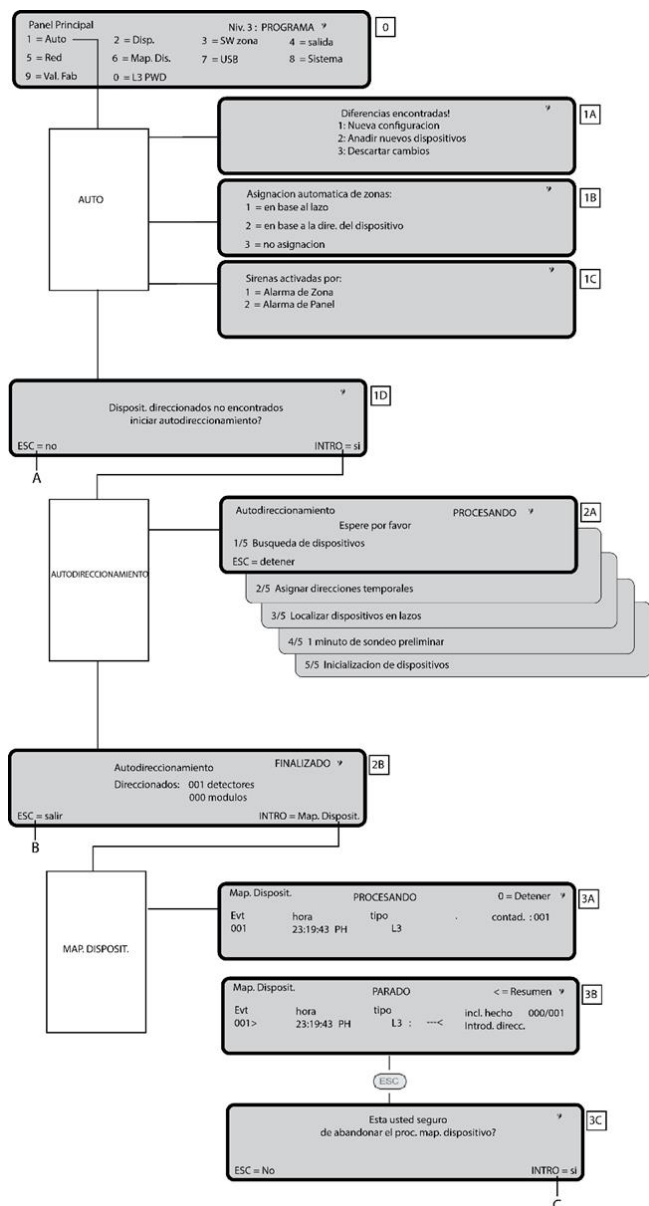 Panel Principal Niv. 3 : PROGRAMA 0
1 = Auto 2 = Disp. 3 = SW zona 4 = salida
5 = Red 6 = Map. Dis. 7 = USB 8 = Sistema
9 = Val. Fab 0 = L3 PWD
AUTO
Diferencias encontradas! 1A
1: Nueva configuracion
2: Anadir nuevos dispositivos
3: Descartar cambios
Asignacion automatica de zonas: 1B
1 = en base al lazo
2 = en base a la dire. del dispositivo
3 = no asignacion
Sirenas activadas por: 1C
1 = Alarma de Zona
2 = Alarma de Panel
1D
Disposit. direccionados no encontrados
iniciar autodireccionamiento?
ESC = no INTRO = si
A
AUTODIRECCIONAMIENTO
Autodireccionamiento PROCESANDO 2A
Espere por favor
1/5 Busqueda de dispositivos
ESC = detener
2/5 Asignar direcciones temporales
3/5 Localizar dispositivos en lazos
4/5 1 minuto de sondeo preliminar
5/5 Inicializacion de dispositivos
Autodireccionamiento FINALIZADO 2B
Direccionados: 001 detectores
000 modulos
ESC = salir INTRO = Map. Disposit.
B
MAP. DISPOSIT.
Map. Disposit. PROCESANDO 0 = Detener 3A
Evt hora tipo . contad. : 001
001 23:19:43 PH L3
Map. Disposit. PARADO < = Resumen 3B
Evt hora tipo incl. hecho 000/001
001> 23:19:43 PH L3 : ---< Introd. direcc.
ESC
Esta usted seguro 3C
de abandonar el proc. map. dispositivo?
ESC = No INTRO = si
C